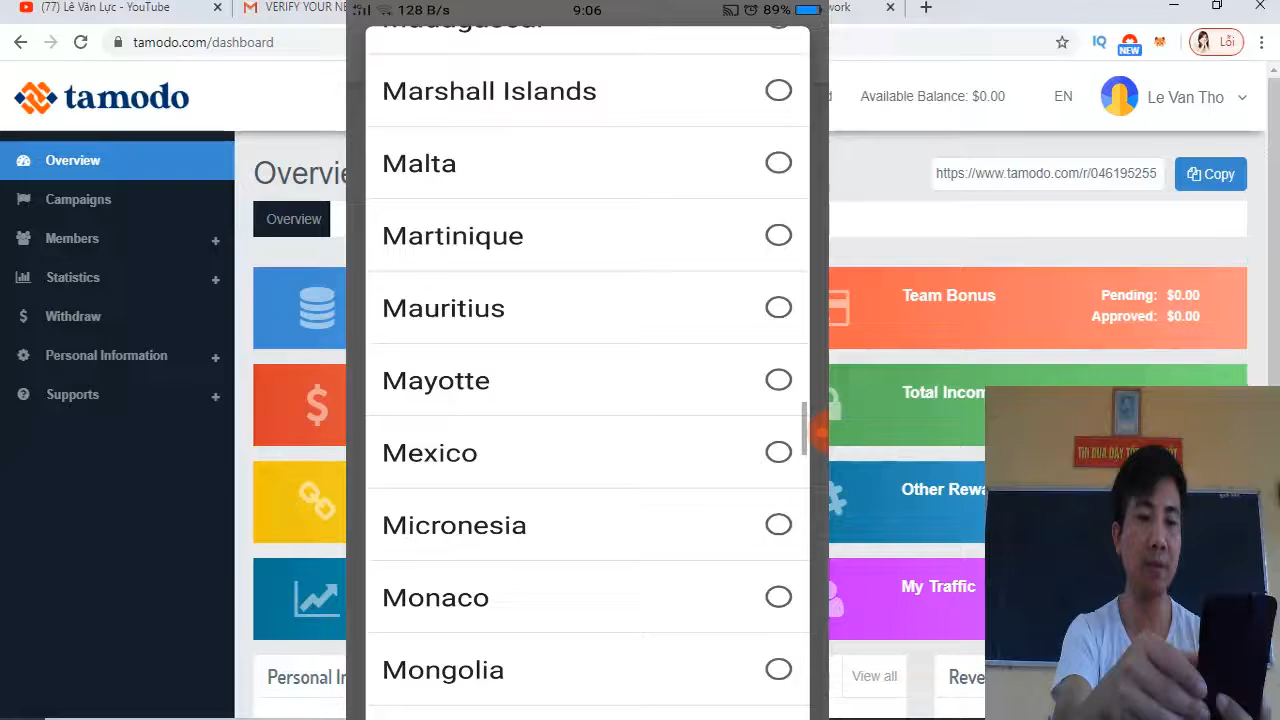 (77) Lê Văn Lực - YouTube
VERIFY YOUR NE
work
128 B/s
9:06
89%
tamodo.com/dashboard
IQ
NEW
Lỗi
tamodo
Available Balance: $0.00
EN
Le Van Tho
Overview
Campaigns
Members
Statistics
Withdraw
Personal Information
Supports
https://www.tamodo.com/r/046195255
Copy
Overview
Marshall Islands
Malta
Martinique
Mauritius
Mayotte
Mexico
Micronesia
Monaco
Mongolia
Team Bonus
Pending: $0.00
Approved: $0.00
Total Incom
Other Rewa
My Traffic
Personal In
View all
Reve